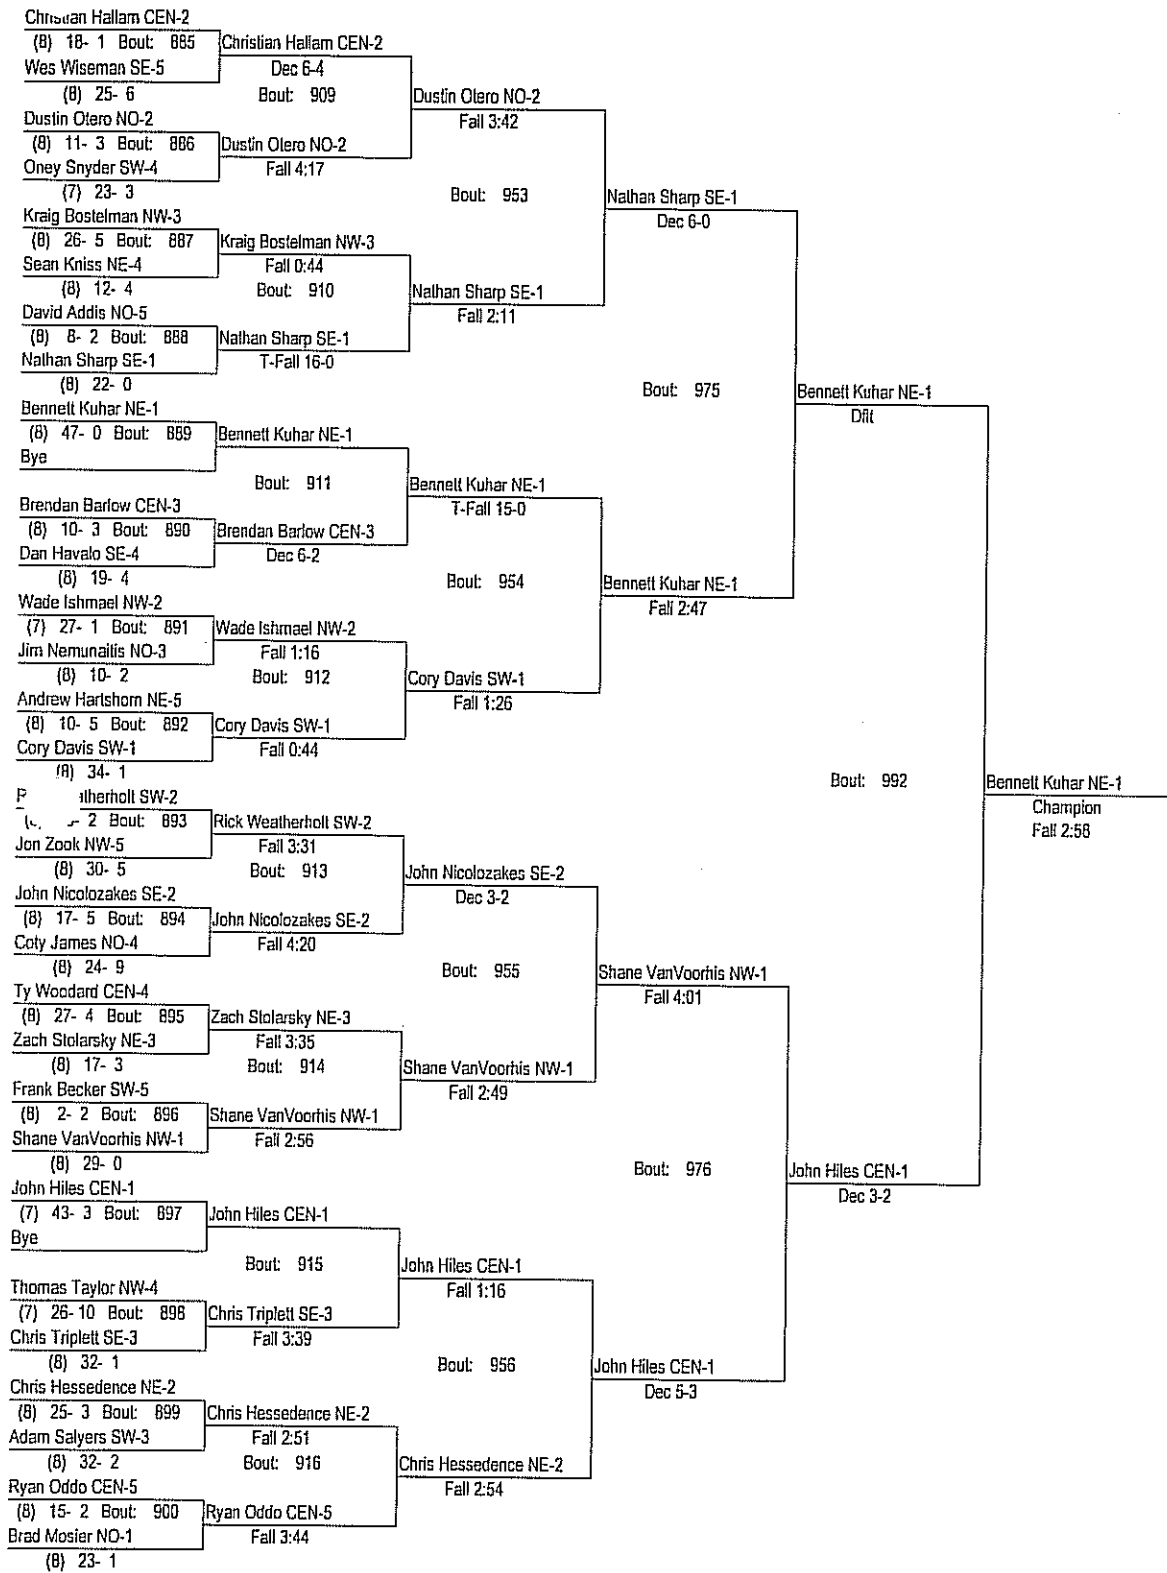 Christian Hallam CEN-2
(8) 18- 1 Bout: 885
Christian Hallam CEN-2
Wes Wiseman SE-5
Dec 6-4
(8) 25- 6
Bout: 909
Dustin Otero NO-2
Fall 3:42
Dustin Otero NO-2
(8) 11- 3 Bout: 886
Dustin Otero NO-2
Oney Snyder SW-4
Fall 4:17
(7) 23- 3
Bout: 953
Nathan Sharp SE-1
Dec 6-0
Kraig Bostelman NW-3
(8) 26- 5 Bout: 887
Kraig Bostelman NW-3
Sean Kniss NE-4
Fall 0:44
(8) 12- 4
Bout: 910
Nathan Sharp SE-1
Fall 2:11
David Addis NO-5
(8) 8- 2 Bout: 888
Nathan Sharp SE-1
Nathan Sharp SE-1
T-Fall 16-0
(8) 22- 0
Bout: 975
Bennett Kuhar NE-1
Dflt
Bennett Kuhar NE-1
(8) 47- 0 Bout: 889
Bennett Kuhar NE-1
Bye
Bout: 911
Bennett Kuhar NE-1
T-Fall 15-0
Brendan Barlow CEN-3
(8) 10- 3 Bout: 890
Brendan Barlow CEN-3
Dan Havalo SE-4
Dec 6-2
(8) 19- 4
Bout: 954
Bennett Kuhar NE-1
Fall 2:47
Wade Ishmael NW-2
(7) 27- 1 Bout: 891
Wade Ishmael NW-2
Jim Nemunaitis NO-3
Fall 1:16
(8) 10- 2
Bout: 912
Cory Davis SW-1
Fall 1:26
Andrew Hartshorn NE-5
(8) 10- 5 Bout: 892
Cory Davis SW-1
Cory Davis SW-1
Fall 0:44
(8) 34- 1
Bout: 992
Bennett Kuhar NE-1
Champion
Fall 2:58
SW-2
2 Bout: 893
Rick Weatherholt SW-2
Jon Zook NW-5
Fall 3:31
(8) 30- 5
Bout: 913
John Nicolozakes SE-2
Dec 3-2
John Nicolozakes SE-2
(8) 17- 5 Bout: 894
John Nicolozakes SE-2
Coty James NO-4
Fall 4:20
(8) 24- 9
Bout: 955
Shane VanVoorhis NW-1
Fall 4:01
Ty Woodard CEN-4
(8) 27- 4 Bout: 895
Zach Stolarsky NE-3
Zach Stolarsky NE-3
Fall 3:35
(8) 17- 3
Bout: 914
Shane VanVoorhis NW-1
Fall 2:49
Frank Becker SW-5
(8) 2- 2 Bout: 896
Shane VanVoorhis NW-1
Shane VanVoorhis NW-1
Fall 2:56
(8) 29- 0
Bout: 976
John Hiles CEN-1
Dec 3-2
John Hiles CEN-1
(7) 43- 3 Bout: 897
John Hiles CEN-1
Bye
Bout: 915
John Hiles CEN-1
Fall 1:16
Thomas Taylor NW-4
(7) 26- 10 Bout: 898
Chris Triplett SE-3
Chris Triplett SE-3
Fall 3:39
(8) 32- 1
Bout: 956
John Hiles CEN-1
Dec 5-3
Chris Hessedence NE-2
(8) 25- 3 Bout: 899
Chris Hessedence NE-2
Adam Salyers SW-3
Fall 2:51
(8) 32- 2
Bout: 916
Chris Hessedence NE-2
Fall 2:54
Ryan Oddo CEN-5
(8) 15- 2 Bout: 900
Ryan Oddo CEN-5
Brad Mosier NO-1
Fall 3:44
(8) 23- 1